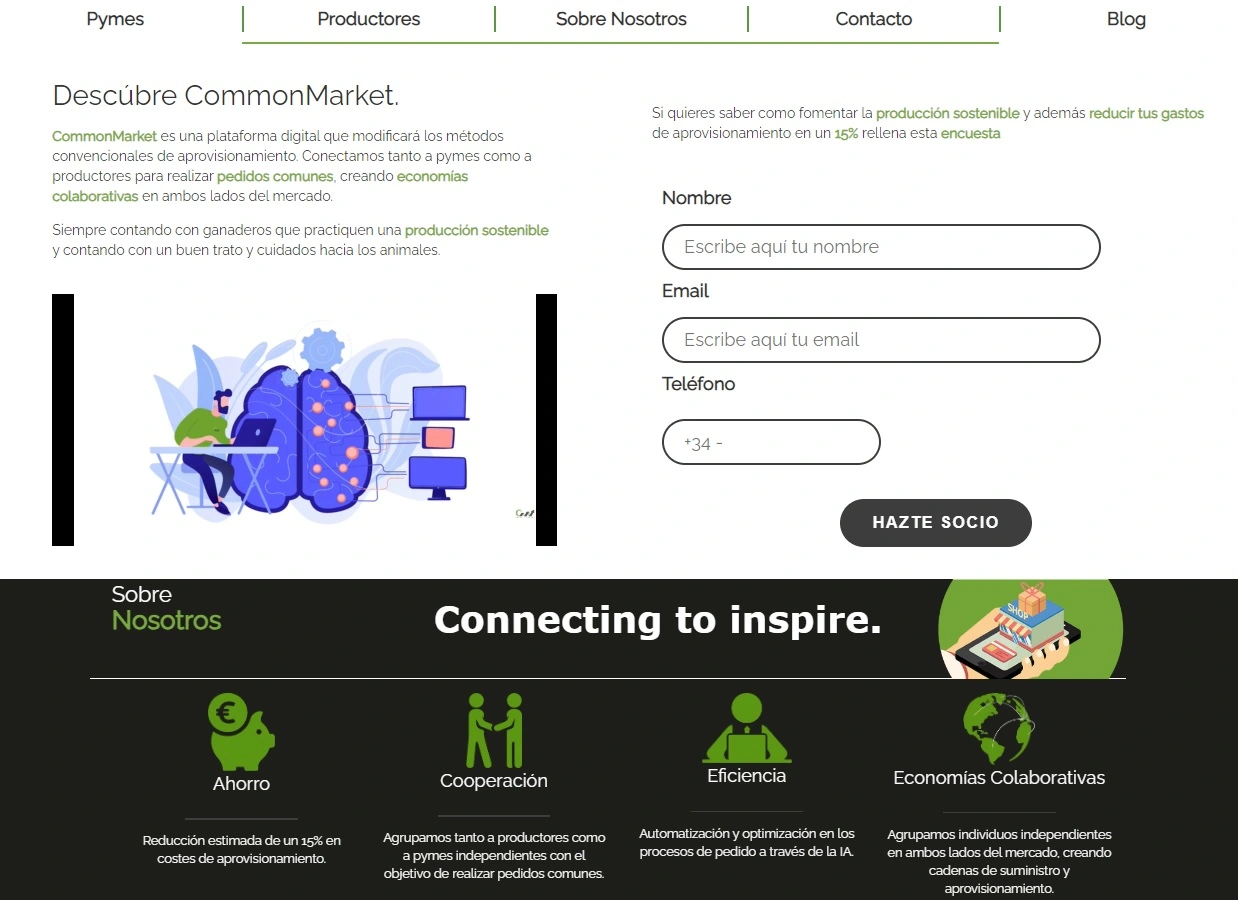 Pymes
Productores
Sobre Nosotros
Contacto
Blog
Descúbre CommonMarket.
CommonMarket es una plataforma digital que modificará los métodos
convencionales de aprovisionamiento. Conectamos tanto a pymes como a
productores para realizar pedidos comunes, creando economías
colaborativas en ambos lados del mercado.
Siempre contando con ganaderos que practiquen una producción sostenible
y contando con un buen trato y cuidados hacia los animales.
Si quieres saber como fomentar la producción sostenible y además reducir tus gastos
de aprovisionamiento en un 15% rellena esta encuesta
Nombre
Escribe aquí tu nombre
Email
Escribe aquí tu email
Teléfono
+34 -
HAZTE SOCIO
Sobre
Nosotros
Connecting to inspire.
SHOP
€
Ahorro
Reducción estimada de un 15% en
costes de aprovisionamiento.
Cooperación
Agrupamos tanto a productores como
a pymes independientes con el
objetivo de realizar pedidos comunes.
Eficiencia
Automatización y optimización en los
procesos de pedido a través de la IA.
Economías Colaborativas
Agrupamos individuos independientes
en ambos lados del mercado, creando
cadenas de suministro y
aprovisionamiento.